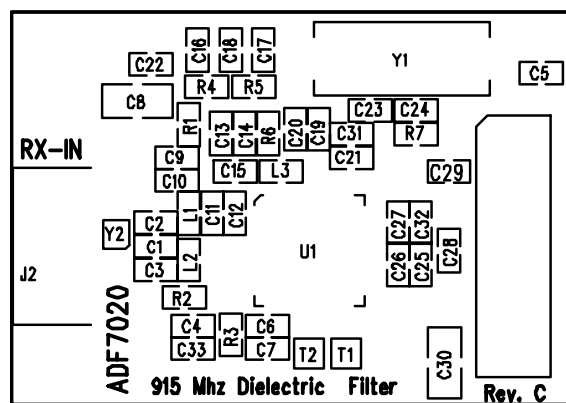 C16
C18
C17
Y1
C22
C5
R4
R5
C8
C23
C24
R1
C13
C14
R6
C20
C19
C31
R7
RX-IN
C9
C21
C10
C15
L3
C29
C2
L1
C11
C12
C27
C32
Y2
C1
U1
C28
C3
L2
C26
C25
J2
R2
ADF7020
C4
R3
C6
C33
C7
T2
T1
C30
915 Mhz Dielectric Filter
Rev. C